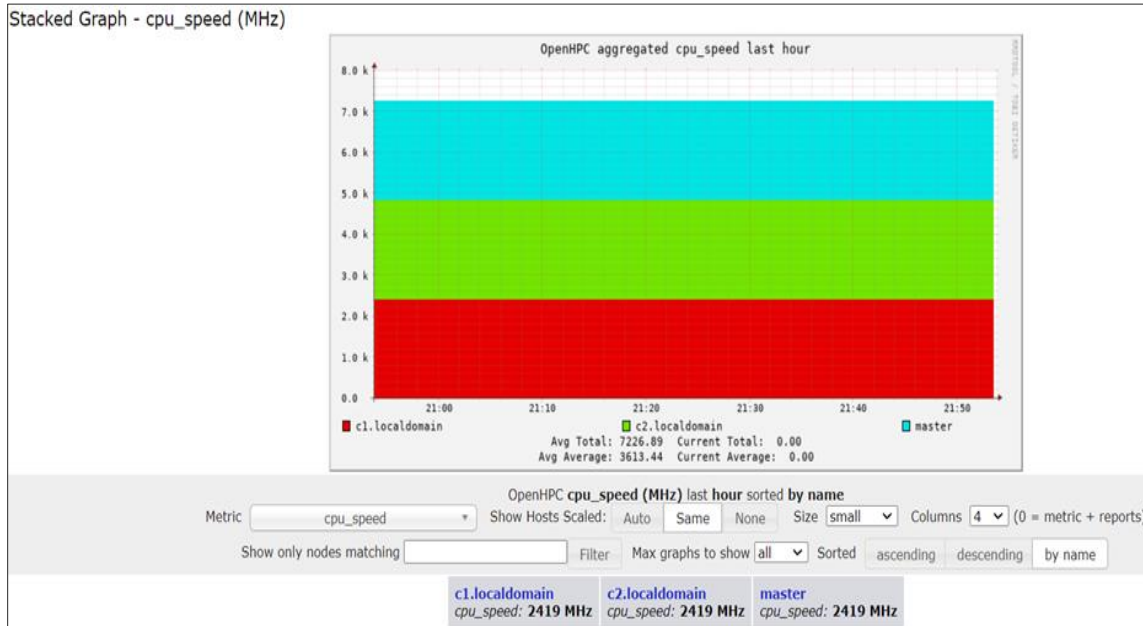 Stacked Graph - cpu_speed (MHz)
OpenHPC aggregated cpu_speed last hour
RRDTOOL / TOBI OETIKER
8.0 k
7.0 k
6.0 k
5.0 k
4.0 k
3.0 k
2.0 k
1.0 k
0.0
21:00 21:10 21:20 21:30 21:40 21:50
c1.localdomain c2.localdomain master
Avg Total: 7226.89 Current Total: 0.00
Avg Average: 3613.44 Current Average: 0.00
OpenHPC cpu_speed (MHz) last hour sorted by name
Metric cpu_speed Show Hosts Scaled: Auto Same None Size small Columns 4 (0 = metric + reports)
Show only nodes matching Filter Max graphs to show all Sorted ascending descending by name
c1.localdomain c2.localdomain master
cpu_speed: 2419 MHz cpu_speed: 2419 MHz cpu_speed: 2419 MHz